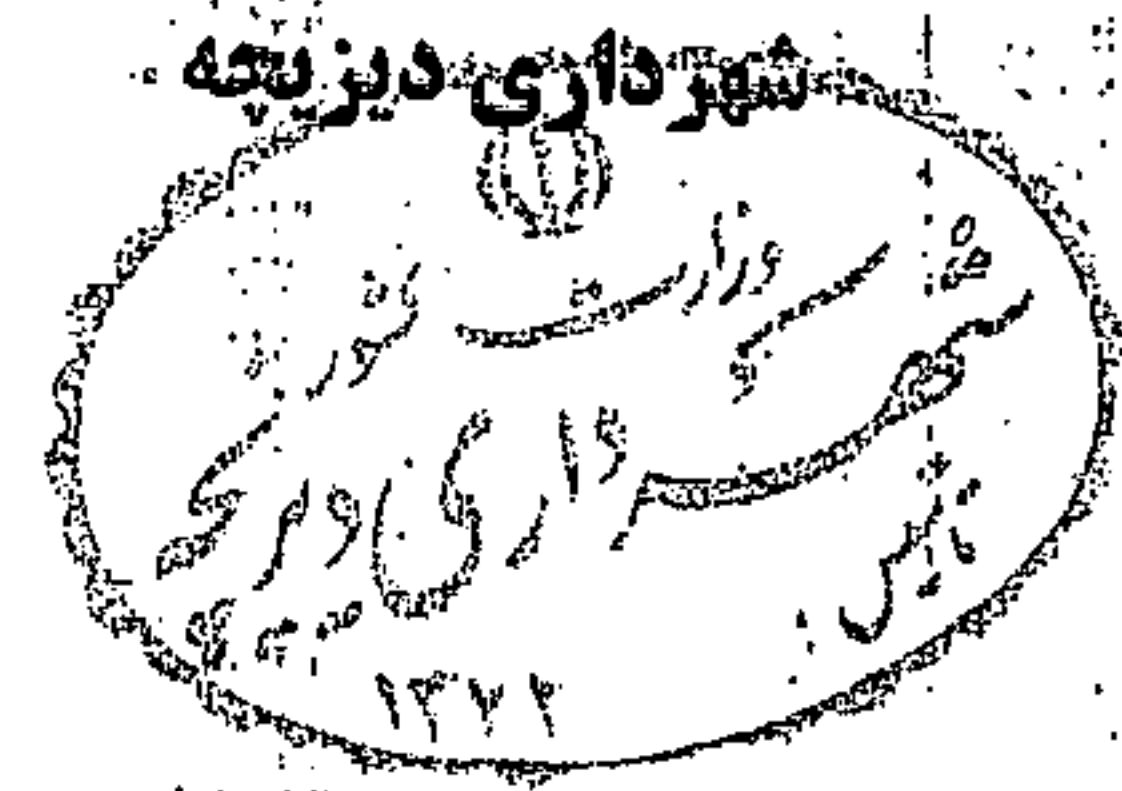 شهرداری دیزیچه
وزارت کشور
شهرداری دیزیچه
تاسیس
۱۳۷۲